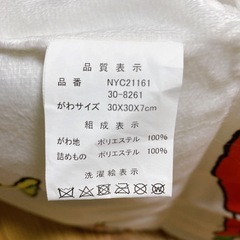 品質表示
品番 NYC21161
30-8261
がわサイズ 30X30X7cm
組成表示
がわ地 ポリエステル 100%
詰めもの ポリエステル 100%
洗濯絵表示